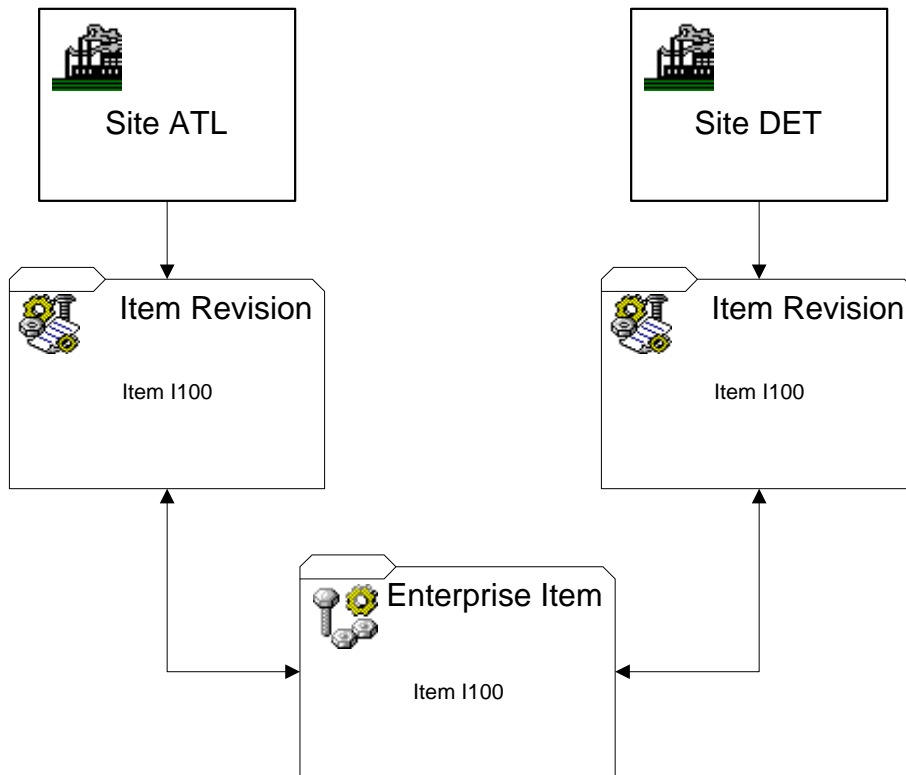 Site ATL
Site DET
Item Revision
Item Revision
Item I100
Item I100
Enterprise Item
Item I100